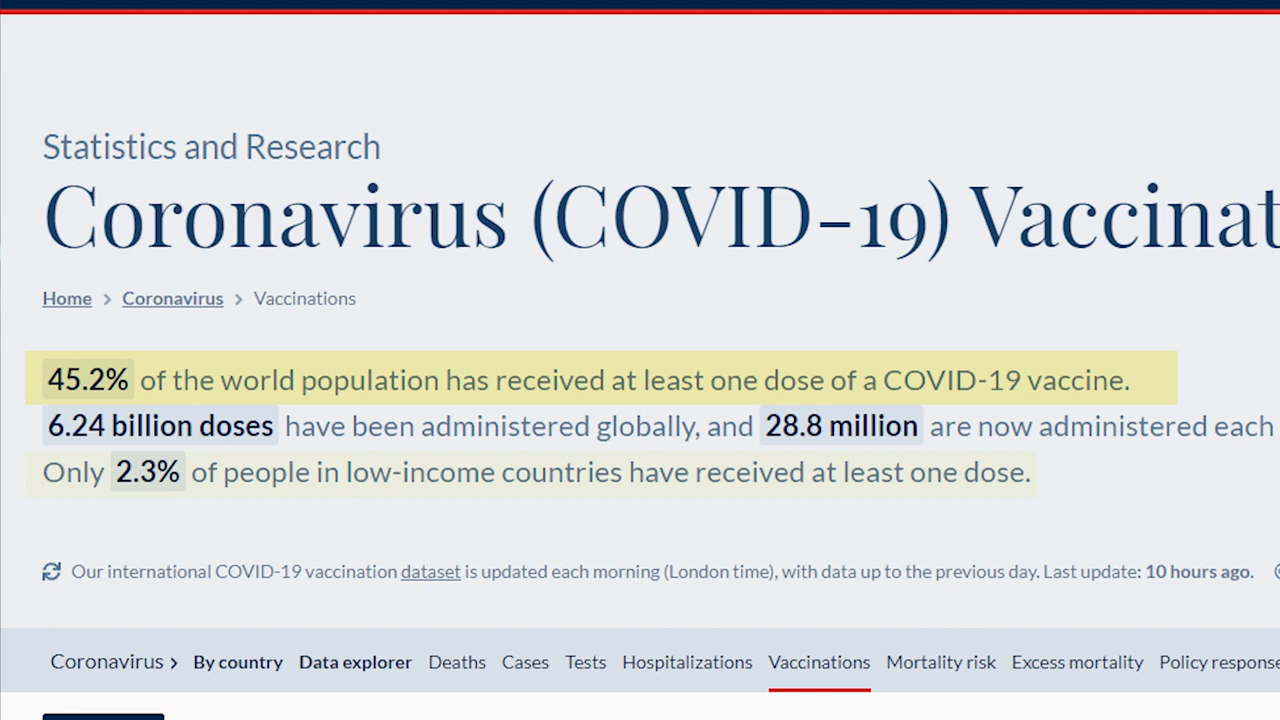 Statistics and Research
Coronavirus (COVID-19) Vaccinat
Home > Coronavirus > Vaccinations
45.2% of the world population has received at least one dose of a COVID-19 vaccine.
6.24 billion doses have been administered globally, and 28.8 million are now administered each
Only 2.3% of people in low-income countries have received at least one dose.
Our international COVID-19 vaccination dataset is updated each morning (London time), with data up to the previous day. Last update: 10 hours ago.
Coronavirus > By country Data explorer Deaths Cases Tests Hospitalizations Vaccinations Mortality risk Excess mortality Policy response